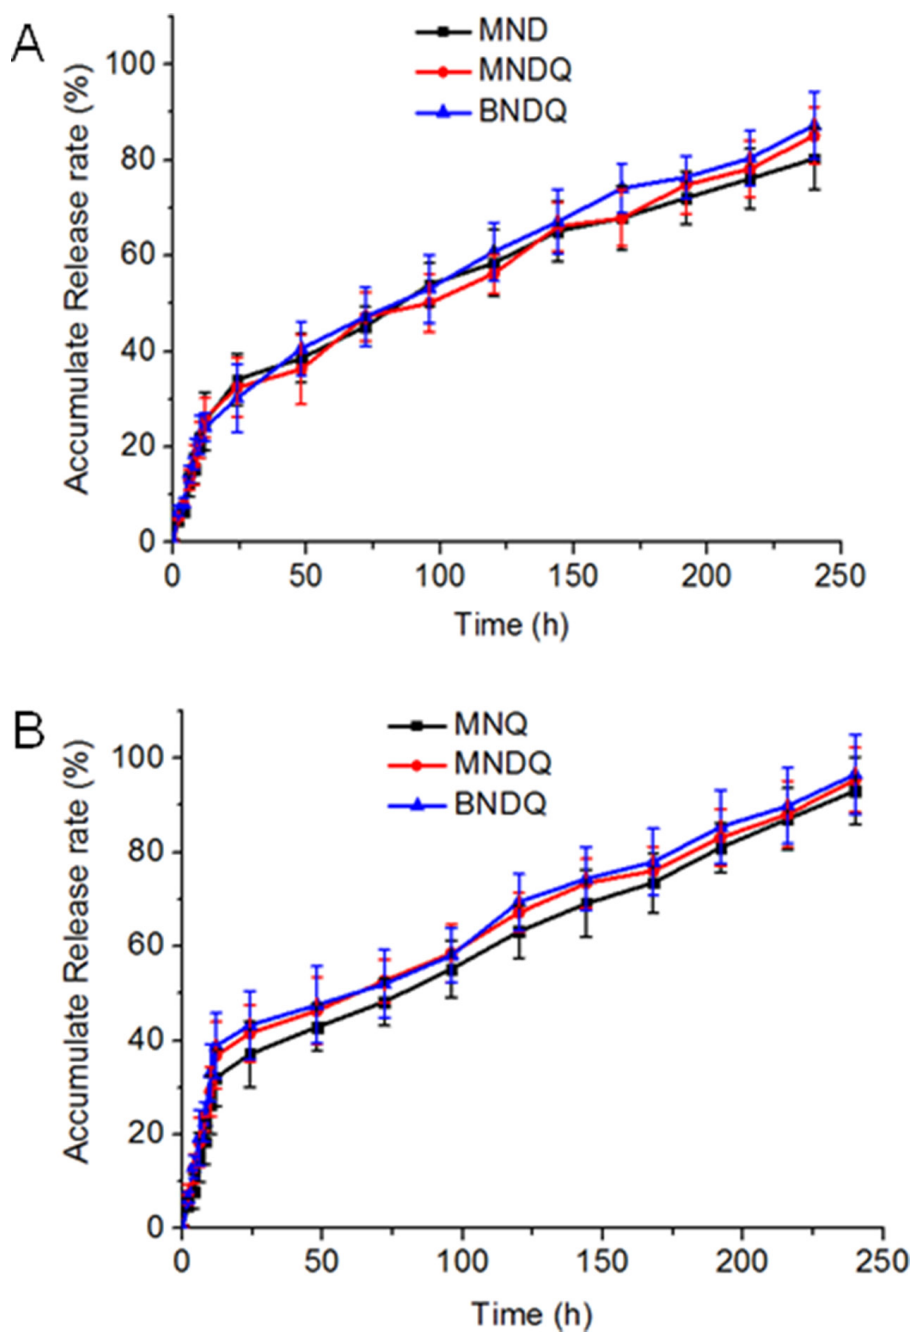 A
MND
MNDQ
BNDQ
Accumulate Release rate (%)
100
80
60
40
20
0
0 50 100 150 200 250
Time (h)
B
MNQ
MNDQ
BNDQ
Accumulate Release rate (%)
100
80
60
40
20
0
0 50 100 150 200 250
Time (h)